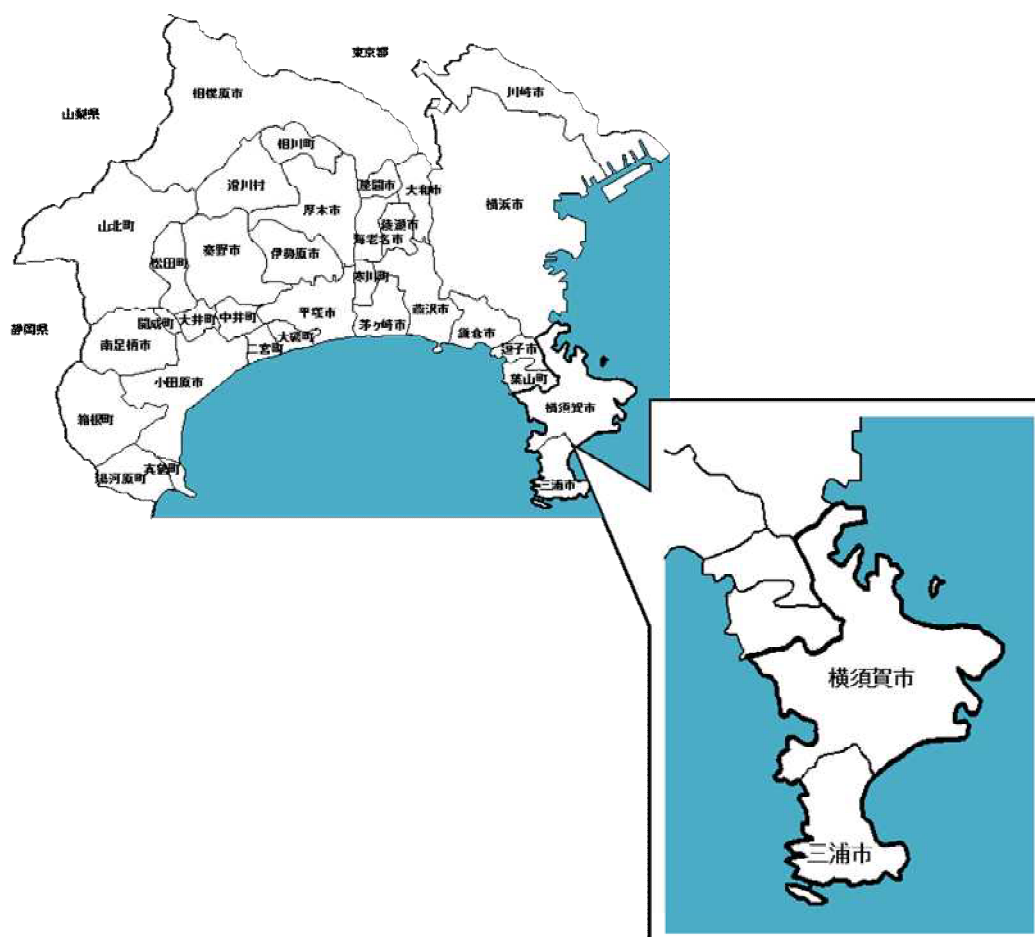 東京都
川崎市
相模原市
山梨県
愛川町
座間市
大和市
清川村
厚木市
横浜市
山北町
綾瀬市
海老名市
秦野市
伊勢原市
松田町
寒川町
藤沢市
静岡県
開成町
大井町
中井町
平塚市
茅ヶ崎市
鎌倉市
南足柄市
二宮町
大磯町
逗子市
小田原市
葉山町
箱根町
横須賀市
真鶴町
湯河原町
三浦市
横須賀市
三浦市